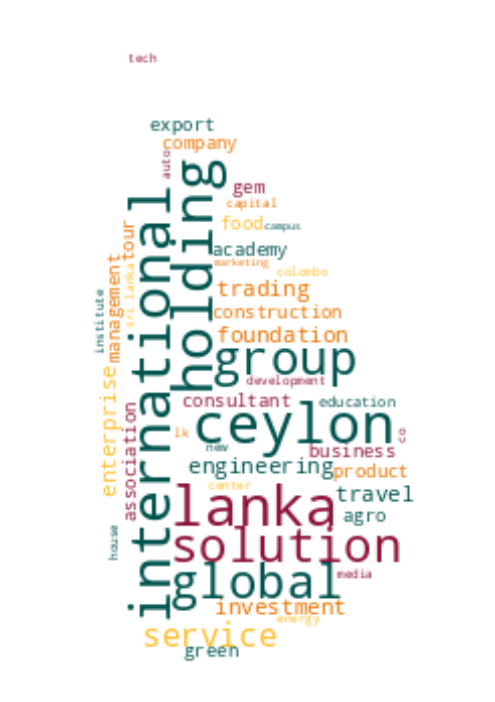 tech
export
company
auto
gem
capital
food
campus
holding
international
academy
marketing
colombo
tour
sri lanka
management
institute
trading
construction
foundation
group
development
enterprise
consultant
education
association
ceylon
lk
co
new
business
engineering
product
center
lanka
travel
agro
house
solution
global
media
investment
energy
service
green